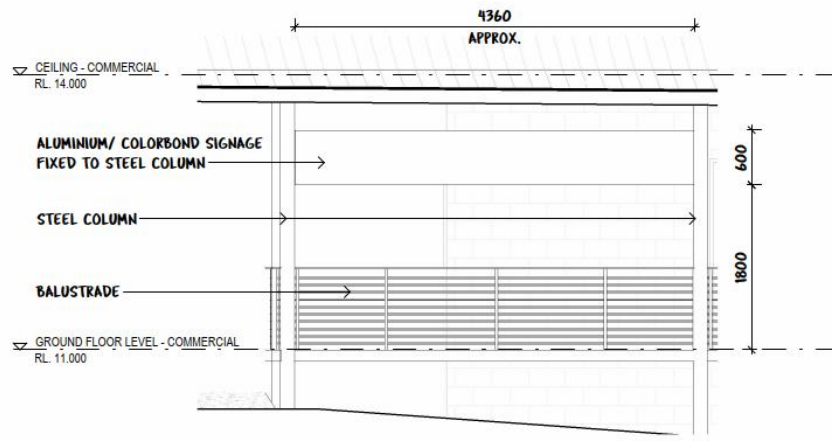 4360
APPROX.
CEILING - COMMERCIAL
RL. 14.000
ALUMINIUM/ COLORBOND SIGNAGE
FIXED TO STEEL COLUMN
600
STEEL COLUMN
1800
BALUSTRADE
GROUND FLOOR LEVEL - COMMERCIAL
RL. 11.000